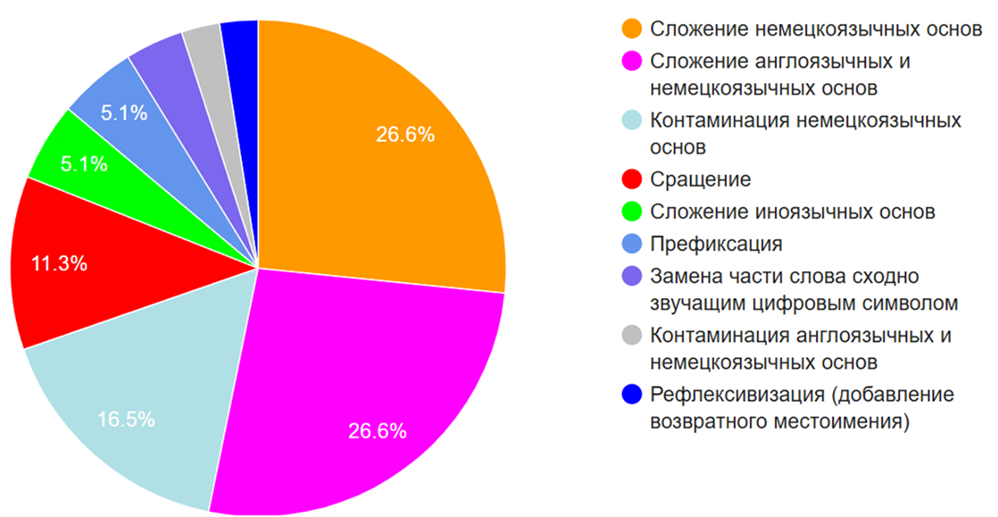 26.6%
26.6%
16.5%
11.3%
5.1%
5.1%
Сложение немецкоязычных основ
Сложение англоязычных и
немецкоязычных основ
Контаминация немецкоязычных
основ
Сращение
Сложение иноязычных основ
Префиксация
Замена части слова сходно
звучащим цифровым символом
Контаминация англоязычных и
немецкоязычных основ
Рефлексивизация (добавление
возвратного местоимения)